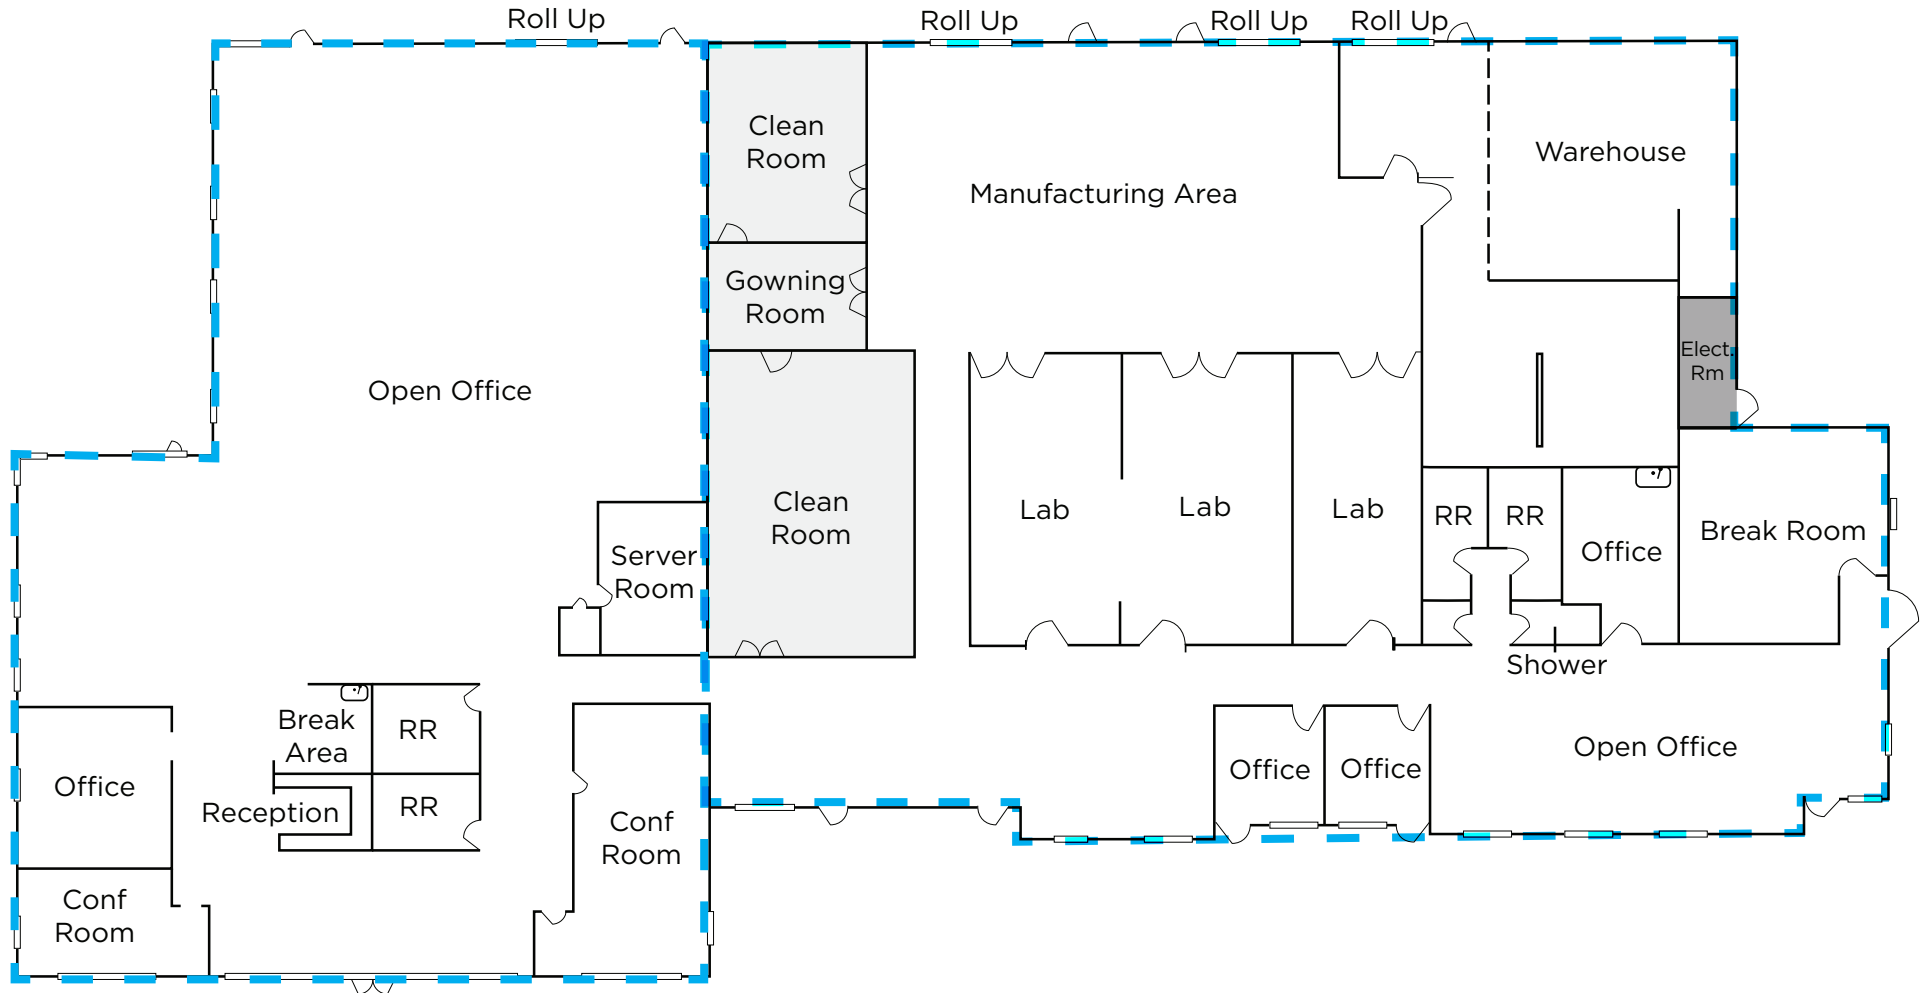 Roll Up
Roll Up
Roll Up
Roll Up
Clean
Room
Warehouse
Manufacturing Area
Gowning
Room
Elect.
Rm
Open Office
Clean
Room
Lab
Lab
Lab
RR
RR
Office
Break Room
Server
Room
Shower
Break
Area
RR
Open Office
Office
Office
Office
Reception
RR
Conf
Room
Conf
Room